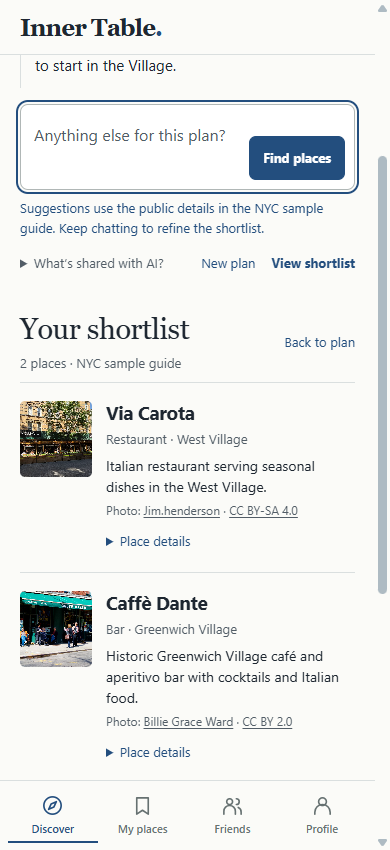 Inner Table.
to start in the Village.
Anything else for this plan?
Find places
Suggestions use the public details in the NYC sample
guide. Keep chatting to refine the shortlist.
▶ What's shared with AI?
New plan
View shortlist
Your shortlist
Back to plan
2 places · NYC sample guide
Via Carota
Restaurant · West Village
Italian restaurant serving seasonal
dishes in the West Village.
Photo: Jim.henderson · CC BY-SA 4.0
▶ Place details
Caffè Dante
Bar · Greenwich Village
Historic Greenwich Village café and
aperitivo bar with cocktails and Italian
food.
Photo: Billie Grace Ward · CC BY 2.0
▶ Place details
Discover
My places
Friends
Profile